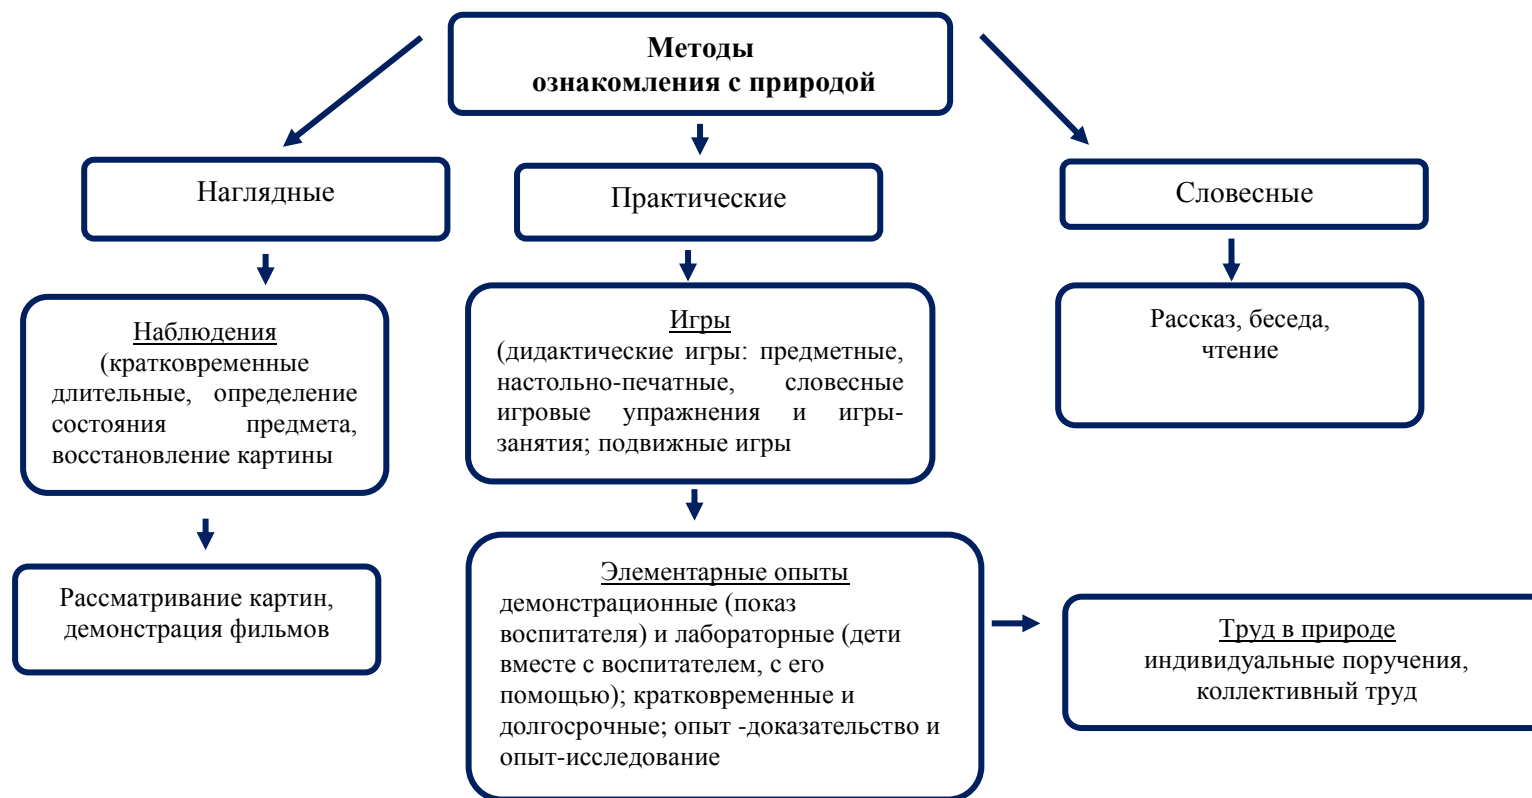 Методы
ознакомления с природой
Наглядные
Практические
Словесные
Наблюдения
(кратковременные
длительные, определение
состояния предмета,
восстановление картины
Игры
(дидактические игры: предметные,
настольно-печатные, словесные
игровые упражнения и игры-
занятия; подвижные игры
Рассказ, беседа,
чтение
Рассматривание картин,
демонстрация фильмов
Элементарные опыты
демонстрационные (показ
воспитателя) и лабораторные (дети
вместе с воспитателем, с его
помощью); кратковременные и
долгосрочные; опыт -доказательство и
опыт-исследование
Труд в природе
индивидуальные поручения,
коллективный труд